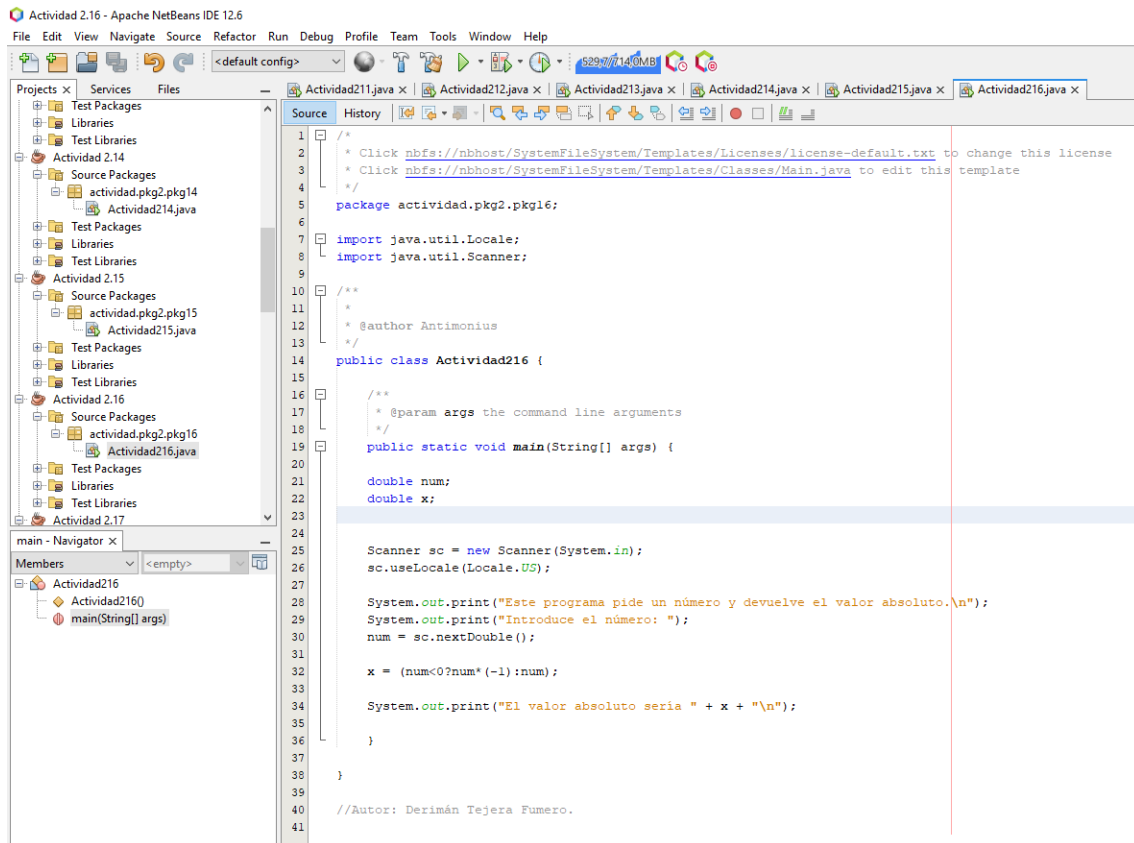 Actividad 2.16 - Apache NetBeans IDE 12.6
File Edit View Navigate Source Refactor Run Debug Profile Team Tools Window Help
<default config>
529,7/714,0MB
Projects Services Files
Test Packages
Libraries
Test Libraries
Actividad 2.14
Source Packages
actividad.pkg2.pkg14
Actividad214.java
Test Packages
Libraries
Test Libraries
Actividad 2.15
Source Packages
actividad.pkg2.pkg15
Actividad215.java
Test Packages
Libraries
Test Libraries
Actividad 2.16
Source Packages
actividad.pkg2.pkg16
Actividad216.java
Test Packages
Libraries
Test Libraries
Actividad 2.17
main - Navigator
Members <empty>
Actividad216
Actividad216()
main(String[] args)
Actividad211.java Actividad212.java Actividad213.java Actividad214.java Actividad215.java Actividad216.java
Source History
1 /*
2 * Click nbfs://nbhost/SystemFileSystem/Templates/Licenses/license-default.txt to change this license
3 * Click nbfs://nbhost/SystemFileSystem/Templates/Classes/Main.java to edit this template
4 */
5 package actividad.pkg2.pkg16;
6
7 import java.util.Locale;
8 import java.util.Scanner;
9
10 /**
11 *
12 * @author Antimonius
13 */
14 public class Actividad216 {
15
16 /**
17 * @param args the command line arguments
18 */
19 public static void main(String[] args) {
20
21 double num;
22 double x;
23
24
25 Scanner sc = new Scanner(System.in);
26 sc.useLocale(Locale.US);
27
28 System.out.print("Este programa pide un número y devuelve el valor absoluto.\n");
29 System.out.print("Introduce el número: ");
30 num = sc.nextDouble();
31
32 x = (num<0?num*(-1):num);
33
34 System.out.print("El valor absoluto sería " + x + "\n");
35
36 }
37
38 }
39
40 //Autor: Derimán Tejera Fumero.
41